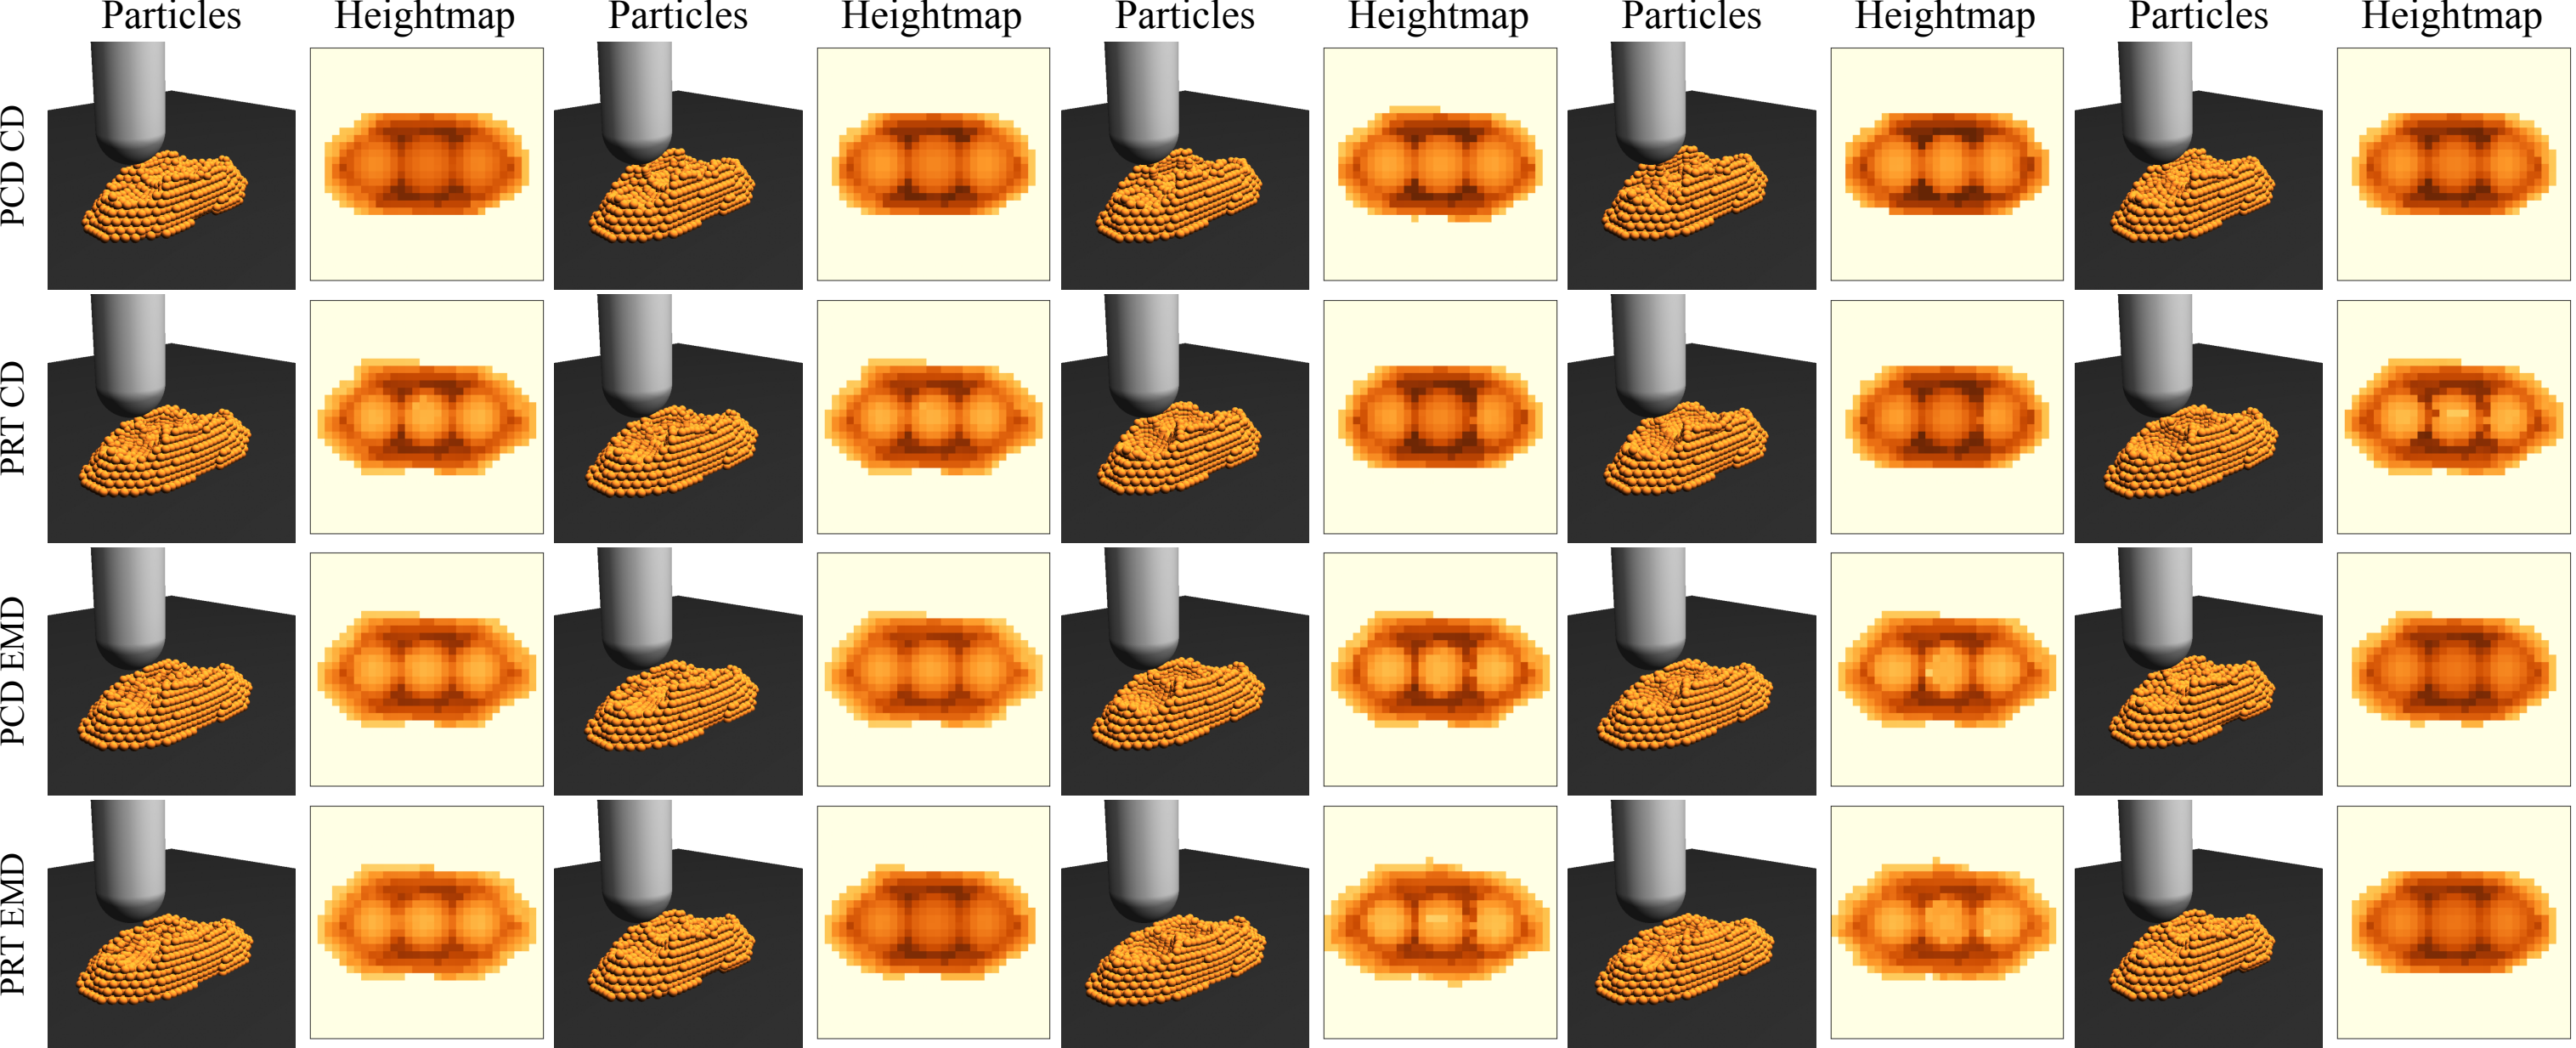 Particles Heightmap Particles Heightmap Particles Heightmap Particles Heightmap Particles Heightmap
PCD CD
PRT CD
PCD EMD
PRT EMD